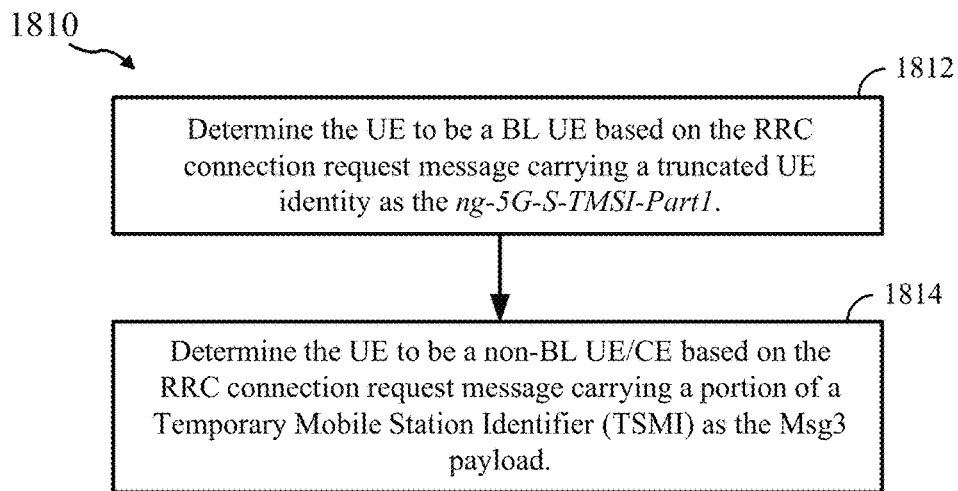 1810
1812
Determine the UE to be a BL UE based on the RRC
connection request message carrying a truncated UE
identity as the ng-5G-S-TMSI-Part1.
1814
Determine the UE to be a non-BL UE/CE based on the
RRC connection request message carrying a portion of a
Temporary Mobile Station Identifier (TSMI) as the Msg3
payload.